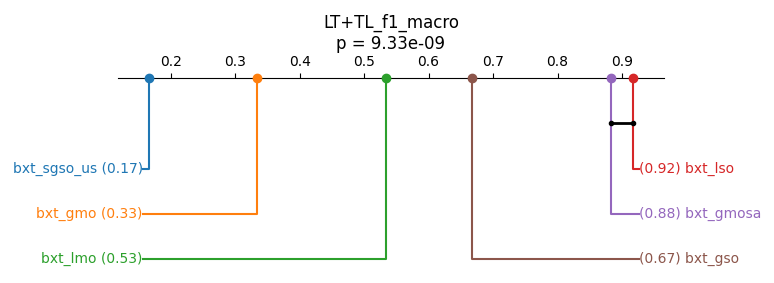 LT+TL_f1_macro
p = 9.33e-09
0.2 0.3 0.4 0.5 0.6 0.7 0.8 0.9
bxt_sgso_us (0.17) (0.92) bxt_lso
bxt_gmo (0.33) (0.88) bxt_gmosa
bxt_lmo (0.53) (0.67) bxt_gso